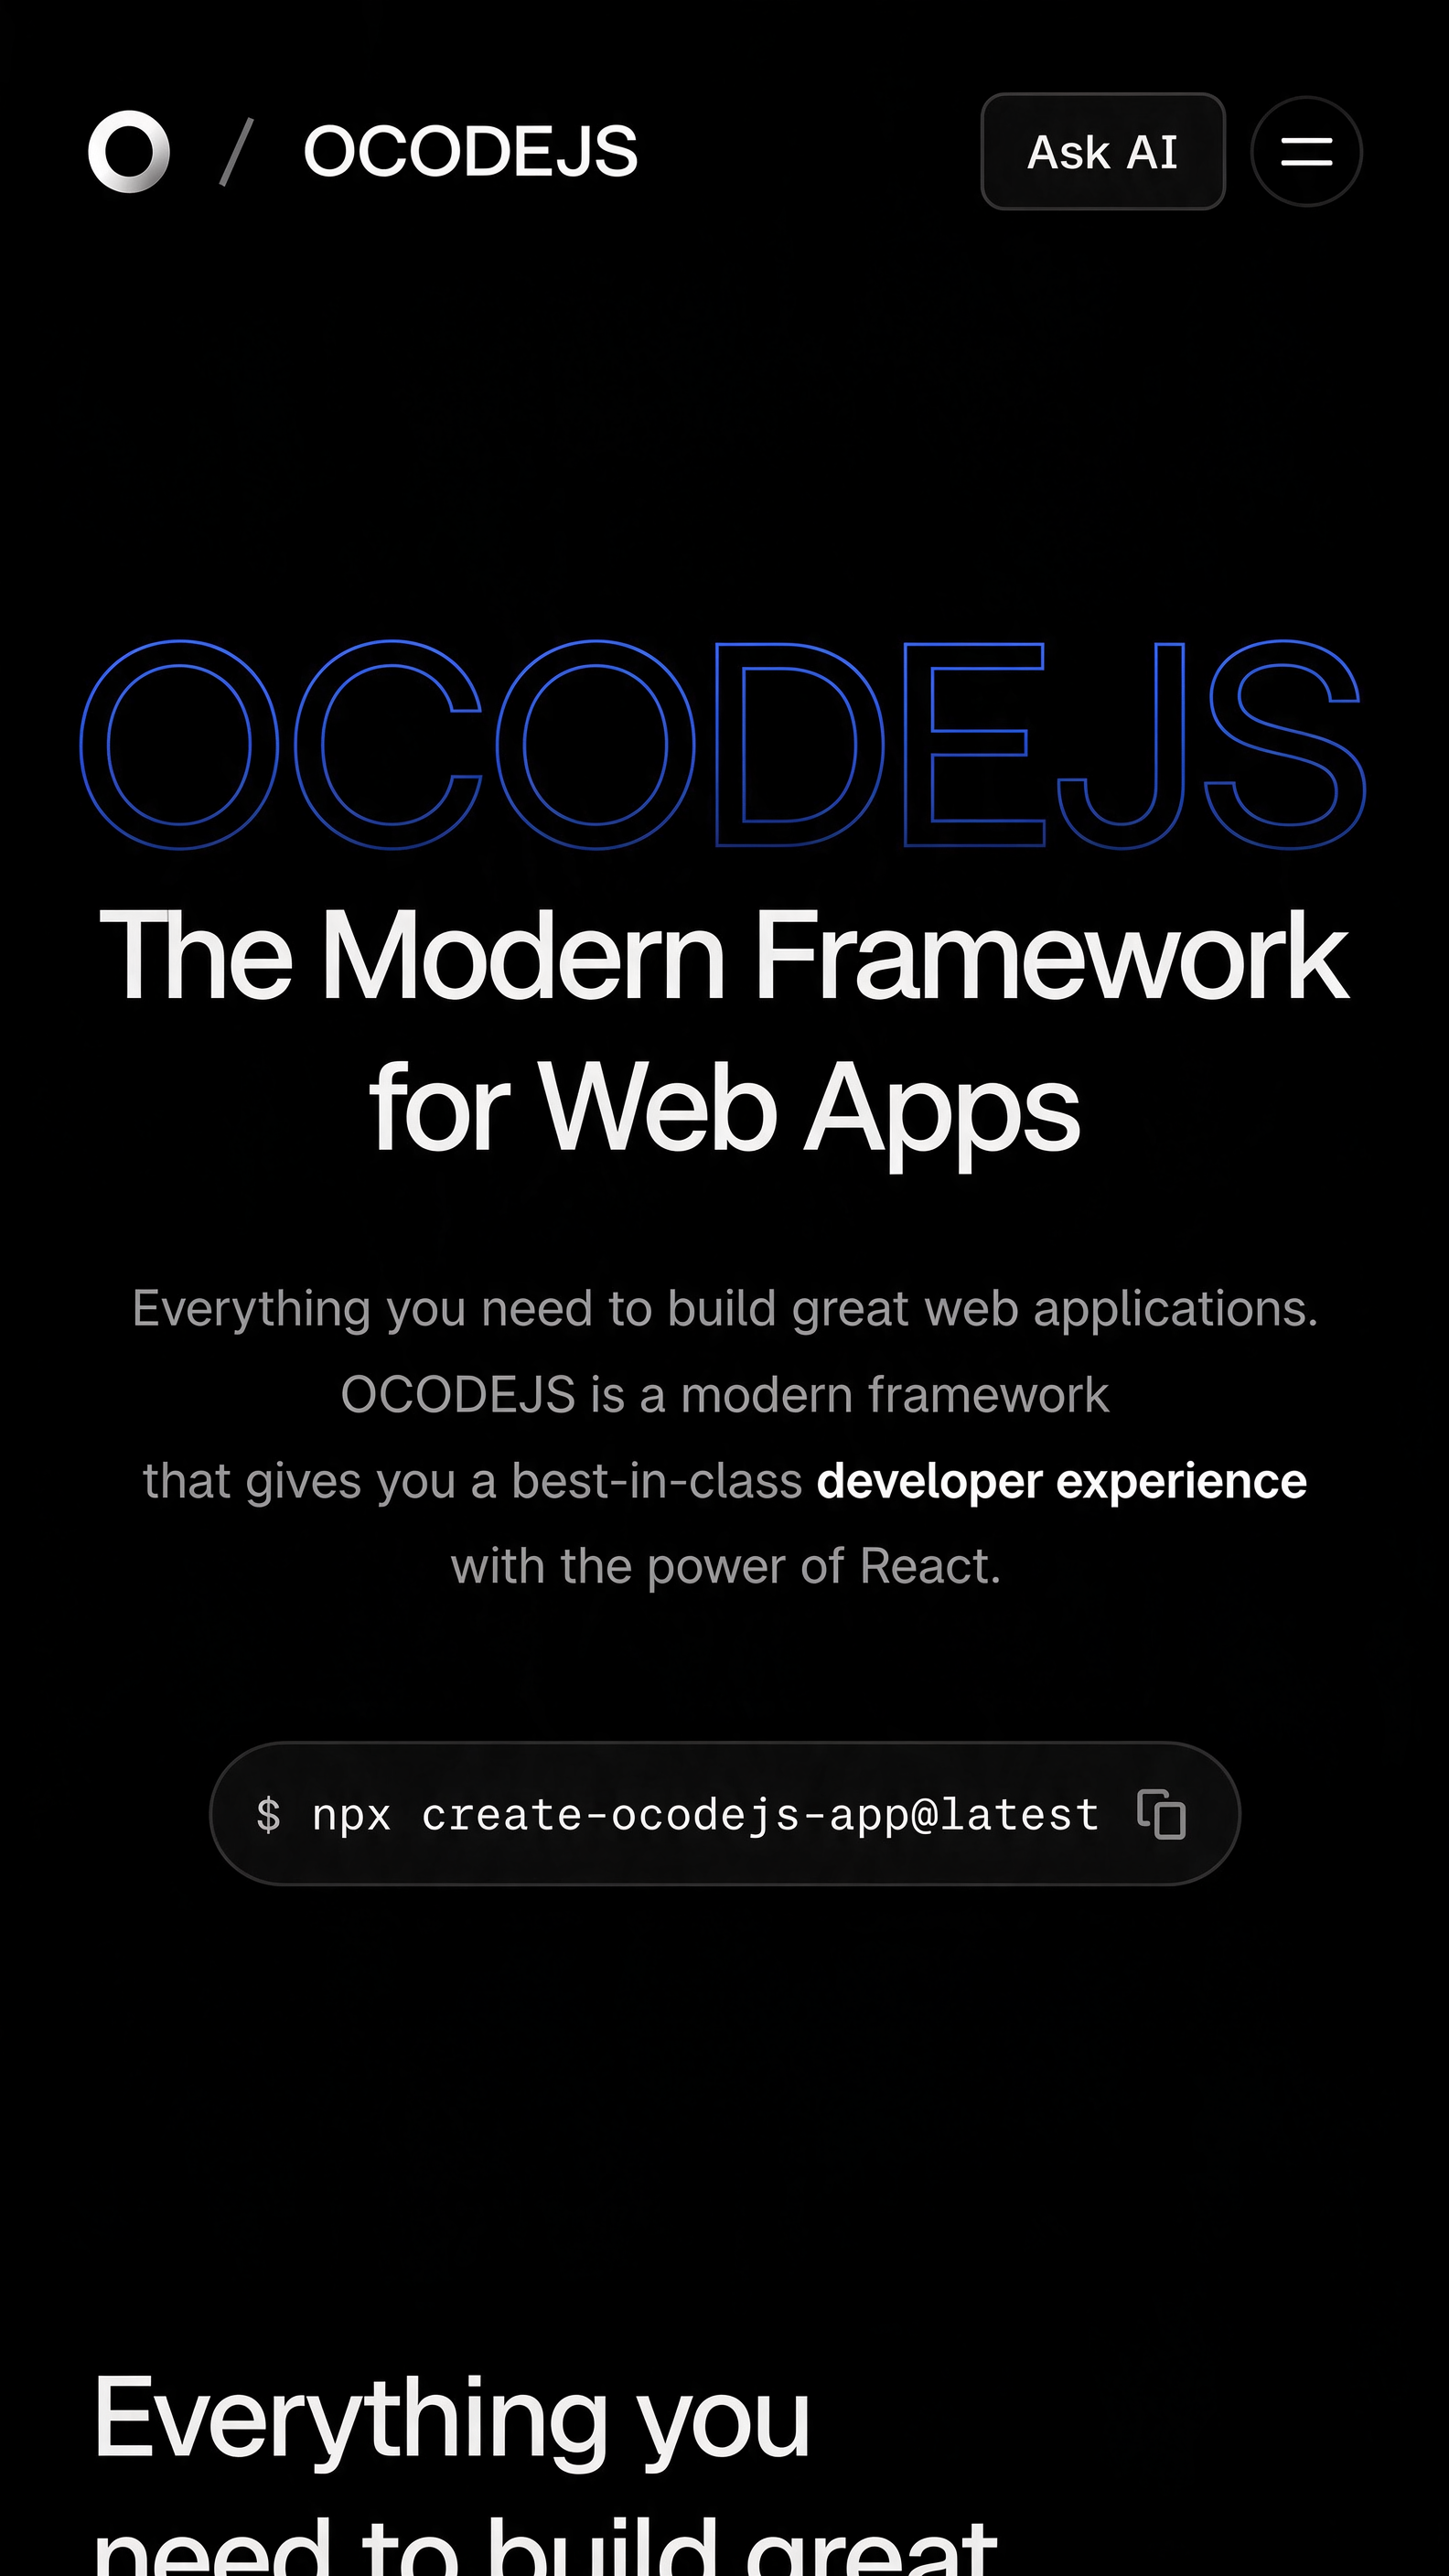 OCODEJS
Ask AI
OCODEJS
The Modern Framework
for Web Apps
Everything you need to build great web applications.
OCODEJS is a modern framework
that gives you a best-in-class developer experience
with the power of React.
$ npx create-ocodejs-app@latest
Everything you
need to build great